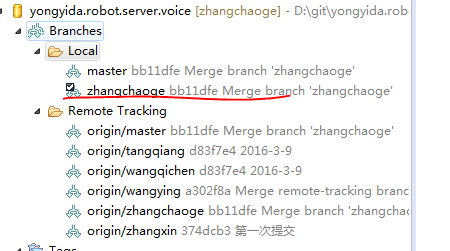 yongyida.robot.server.voice [zhangchaoge] - D:\git\yongyida.rob
Branches
Local
master bb11dfe Merge branch 'zhangchaoge'
zhangchaoge bb11dfe Merge branch 'zhangchaoge'
Remote Tracking
origin/master bb11dfe Merge branch 'zhangchaoge'
origin/tangqiang d83f7e4 2016-3-9
origin/wangqichen d83f7e4 2016-3-9
origin/wangying a302f8a Merge remote-tracking branc
origin/zhangchaoge bb11dfe Merge branch 'zhangchao
origin/zhangxin 374dcb3 第一次提交
Tags